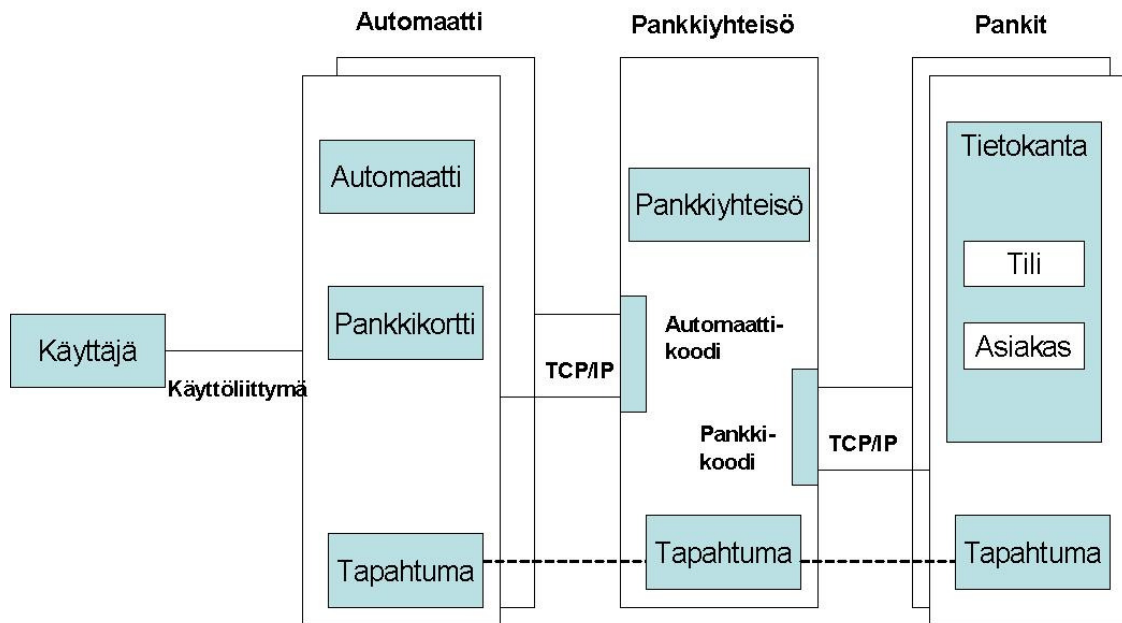 Automaatti
Pankkiyhteisö
Pankit
Automaatti
Pankkiyhteisö
Tietokanta
Tili
Asiakas
Käyttäjä
Käyttöliittymä
Pankkikortti
TCP/IP
Automaatti-
koodi
Pankki-
koodi
TCP/IP
Tapahtuma
Tapahtuma
Tapahtuma